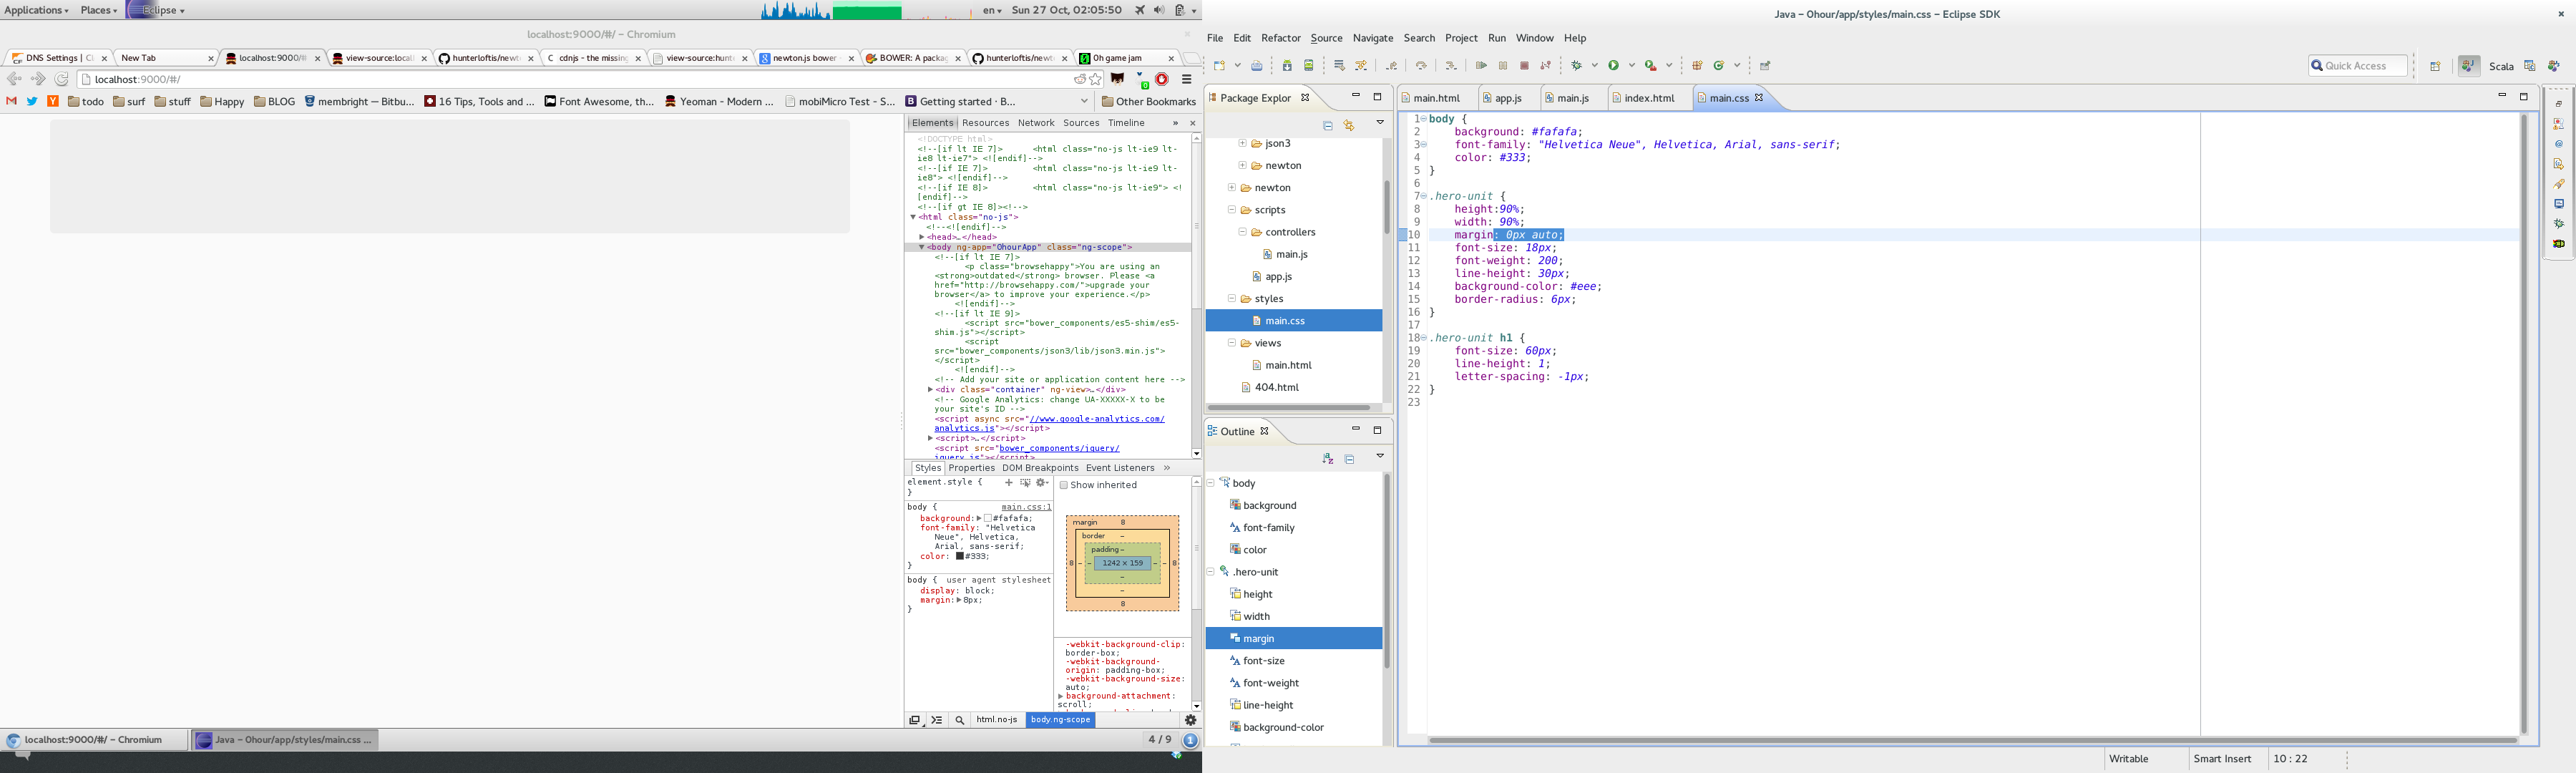 Applications Places Eclipse
en Sun 27 Oct, 02:05:50
localhost:9000/#/ – Chromium
DNS Settings | Cl
New Tab
localhost:9000/#
view-source:local
hunterloftis/newt
cdnjs - the missing
view-source:hunt
newton.js bower -
BOWER: A packag
hunterloftis/newt
0h game jam
localhost:9000/#/
todo surf stuff Happy BLOG membright — Bitbu... 16 Tips, Tools and ... Font Awesome, th... Yeoman - Modern ... mobiMicro Test - S... Getting started · B... Other Bookmarks
Elements Resources Network Sources Timeline »
<!DOCTYPE html>
<!--[if lt IE 7]> <html class="no-js lt-ie9 lt-
ie8 lt-ie7"> <![endif]-->
<!--[if IE 7]> <html class="no-js lt-ie9 lt-
ie8"> <![endif]-->
<!--[if IE 8]> <html class="no-js lt-ie9"> <!
[endif]-->
<!--[if gt IE 8]><!-->
<html class="no-js">
<!--<![endif]-->
<head>…</head>
<body ng-app="OhourApp" class="ng-scope">
<!--[if lt IE 7]>
<p class="browsehappy">You are using an
<strong>outdated</strong> browser. Please <a
href="http://browsehappy.com/">upgrade your
browser</a> to improve your experience.</p>
<![endif]-->
<!--[if lt IE 9]>
<script src="bower_components/es5-shim/es5-
shim.js"></script>
<script
src="bower_components/json3/lib/json3.min.js">
</script>
<![endif]-->
<!-- Add your site or application content here -->
<div class="container" ng-view>…</div>
<!-- Google Analytics: change UA-XXXXX-X to be
your site's ID -->
<script async src="//www.google-analytics.com/
analytics.js"></script>
<script>…</script>
<script src="bower_components/jquery/
jquery.js"></script>
Styles Properties DOM Breakpoints Event Listeners »
element.style {
}
body { main.css:1
background: #fafafa;
font-family: "Helvetica
Neue", Helvetica,
Arial, sans-serif;
color: #333;
}
body { user agent stylesheet
display: block;
margin: 8px;
}
Show inherited
margin 8
border –
padding –
8 – – 1242 × 159 – – 8
–
–
8
-webkit-background-clip:
border-box;
-webkit-background-
origin: padding-box;
-webkit-background-size:
auto;
background-attachment:
scroll;
html.no-js body.ng-scope
localhost:9000/#/ – Chromium
Java – Ohour/app/styles/main.css ...
4 / 9 1
Java – Ohour/app/styles/main.css – Eclipse SDK
File Edit Refactor Source Navigate Search Project Run Window Help
Quick Access
Scala
Package Explor
json3
newton
newton
scripts
controllers
main.js
app.js
styles
main.css
views
main.html
404.html
Outline
body
background
font-family
color
.hero-unit
height
width
margin
font-size
font-weight
line-height
background-color
main.html app.js main.js index.html main.css
1 body {
2 background: #fafafa;
3 font-family: "Helvetica Neue", Helvetica, Arial, sans-serif;
4 color: #333;
5 }
6
7 .hero-unit {
8 height:90%;
9 width: 90%;
10 margin: 0px auto;
11 font-size: 18px;
12 font-weight: 200;
13 line-height: 30px;
14 background-color: #eee;
15 border-radius: 6px;
16 }
17
18 .hero-unit h1 {
19 font-size: 60px;
20 line-height: 1;
21 letter-spacing: -1px;
22 }
23
Writable Smart Insert 10 : 22